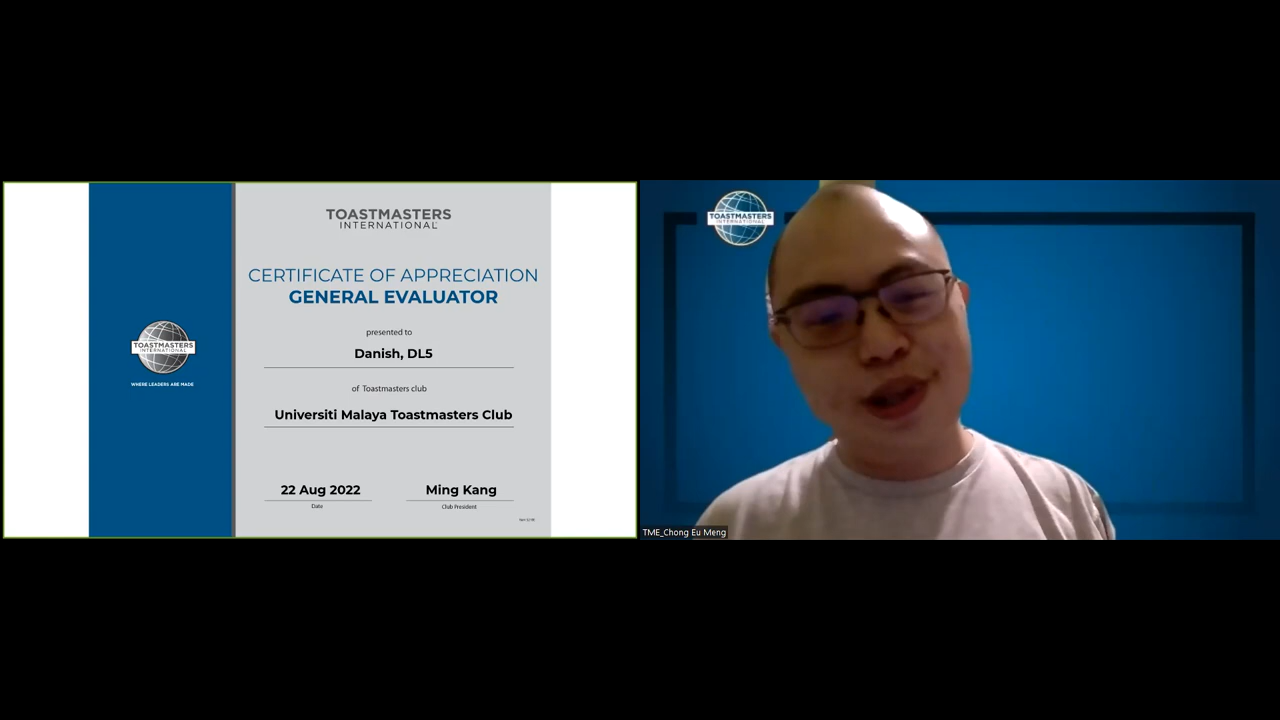 TOASTMASTERS
INTERNATIONAL
CERTIFICATE OF APPRECIATION
GENERAL EVALUATOR
presented to
Danish, DL5
of Toastmasters club
Universiti Malaya Toastmasters Club
22 Aug 2022
Ming Kang
Date
Club President
TOASTMASTERS
INTERNATIONAL
WHERE LEADERS ARE MADE
TOASTMASTERS
INTERNATIONAL
TME_Chong Eu Meng